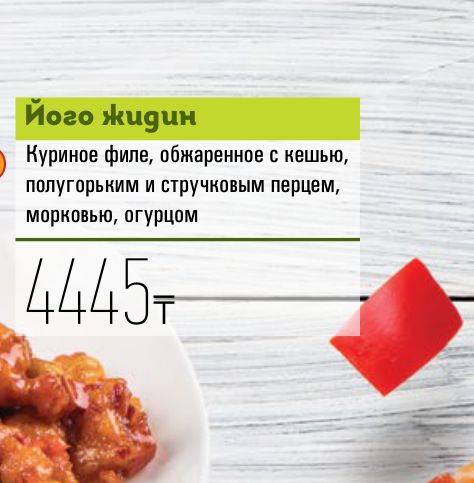 Його жидин
Куриное филе, обжаренное с кешью,
полугорьким и стручковым перцем,
морковью, огурцом
4445₸